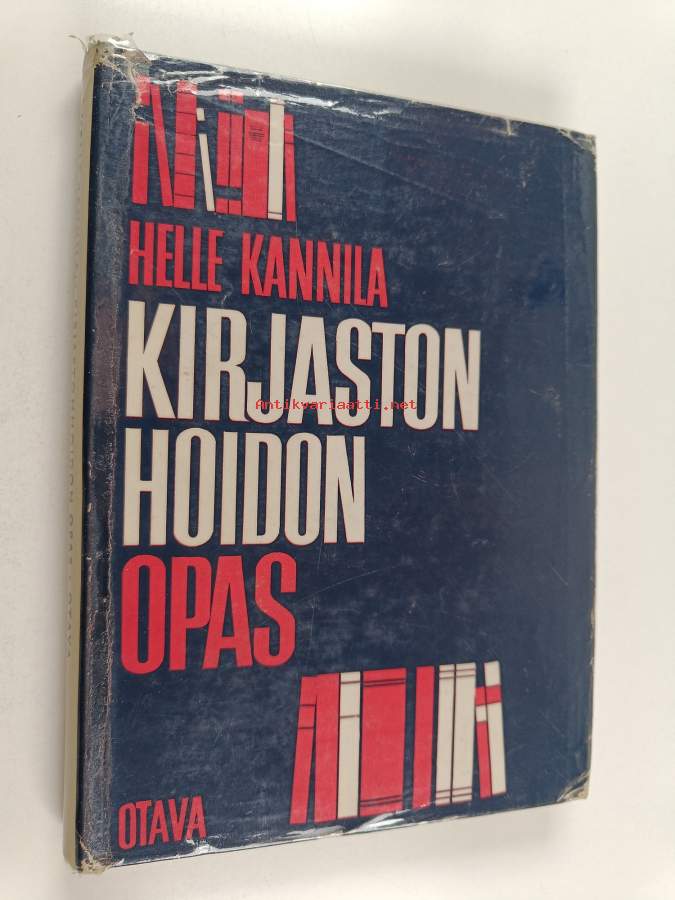 HELLE KANNILA
KIRJASTON
Antikvariaatti.net
HOIDON
OPAS
OTAVA